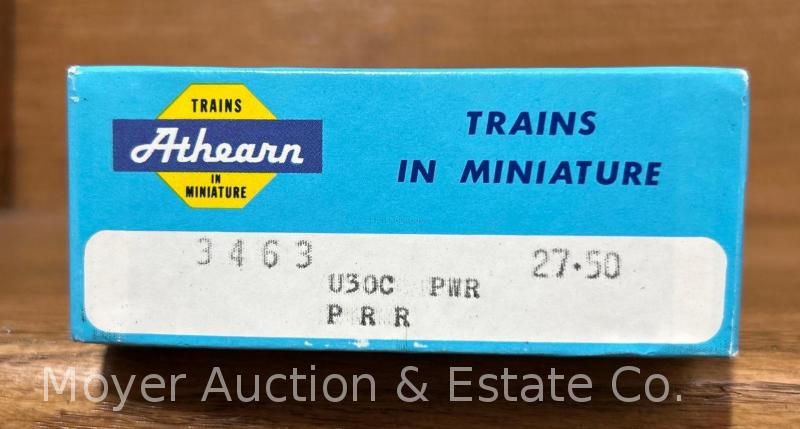 TRAINS
Athearn
IN
MINIATURE
TRAINS
IN MINIATURE
3463 27.50
U30C PWR
P R R
Moyer Auction & Estate Co.